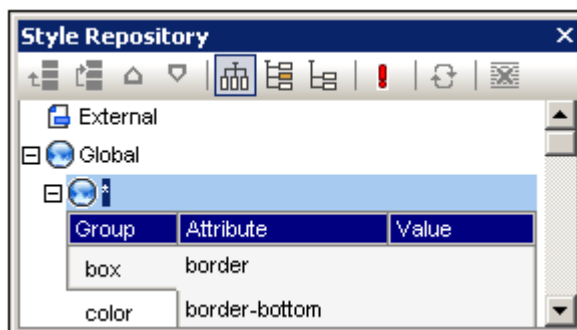 Style Repository
External
Global
*
Group Attribute Value
box border
color border-bottom